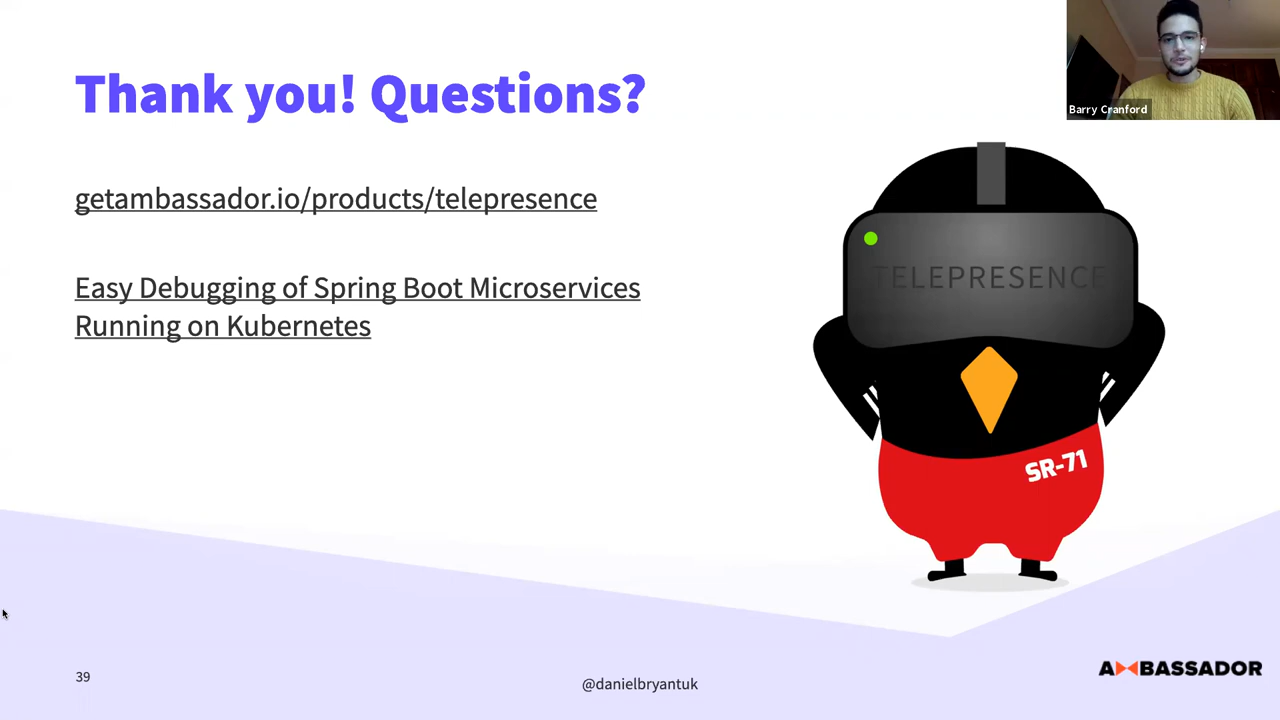 Thank you! Questions?
Barry Cranford
getambassador.io/products/telepresence
Easy Debugging of Spring Boot Microservices
Running on Kubernetes
TELEPRESENCE
SR-71
39
@danielbryantuk
AMBASSADOR